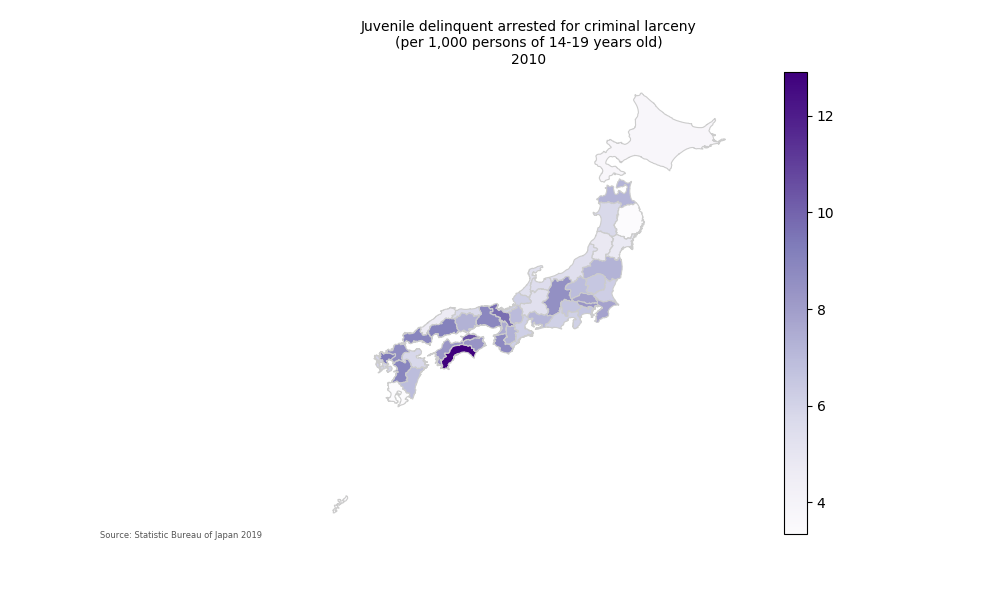 Juvenile delinquent arrested for criminal larceny
(per 1,000 persons of 14-19 years old)
2010
12
10
8
6
4
Source: Statistic Bureau of Japan 2019